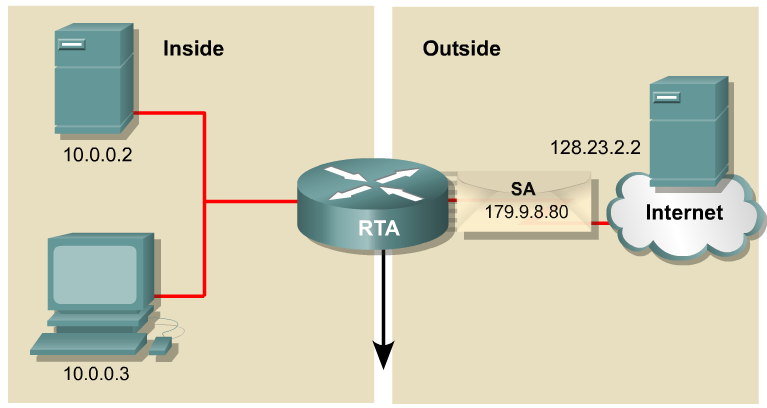 Inside
Outside
10.0.0.2
128.23.2.2
SA
179.9.8.80
Internet
RTA
10.0.0.3